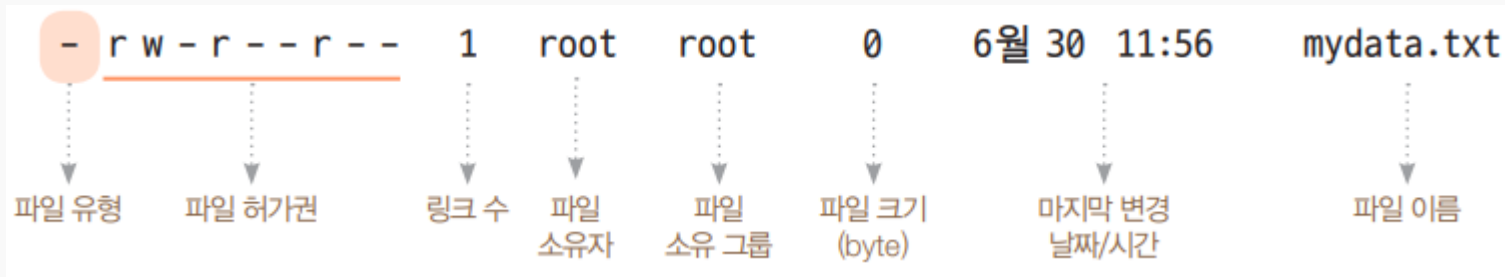 - rw-r--r-- 1 root root 0 6월 30 11:56 mydata.txt
파일 유형 파일 허가권 링크 수 파일 소유자 파일 소유 그룹 파일 크기 (byte) 마지막 변경 날짜/시간 파일 이름